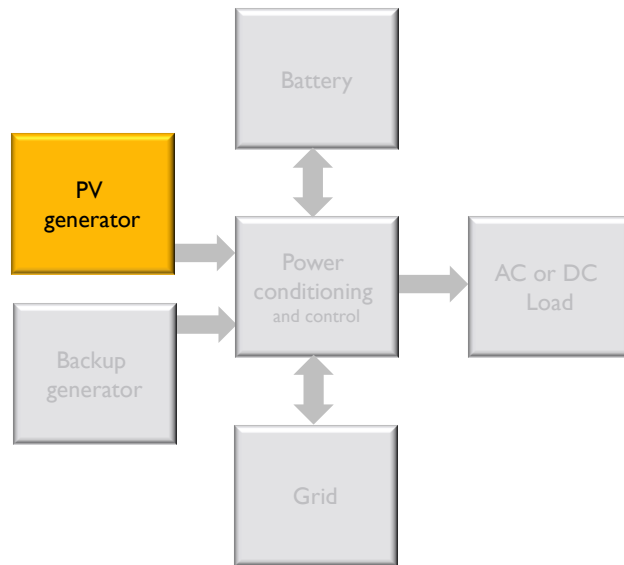 Battery
PV
generator
Power
conditioning
and control
AC or DC
Load
Backup
generator
Grid